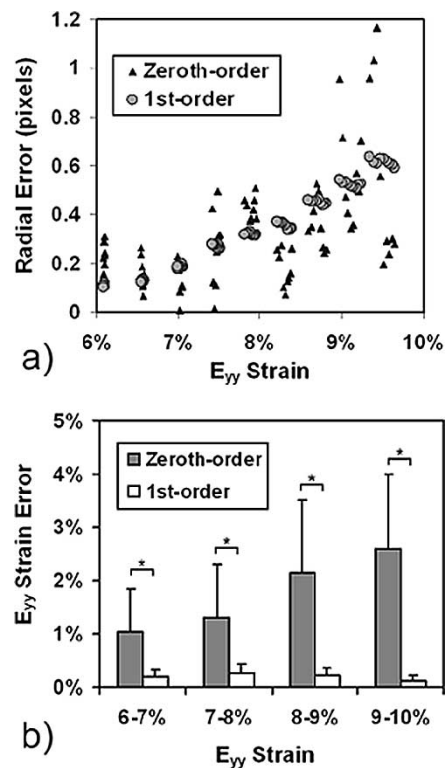 1.2
1
0.8
0.6
0.4
0.2
0
Radial Error (pixels)
Zeroth-order
1st-order
6% 7% 8% 9% 10%
Eyy Strain
a)
5%
4%
3%
2%
1%
0%
Eyy Strain Error
Zeroth-order
1st-order
* * * *
6-7% 7-8% 8-9% 9-10%
Eyy Strain
b)